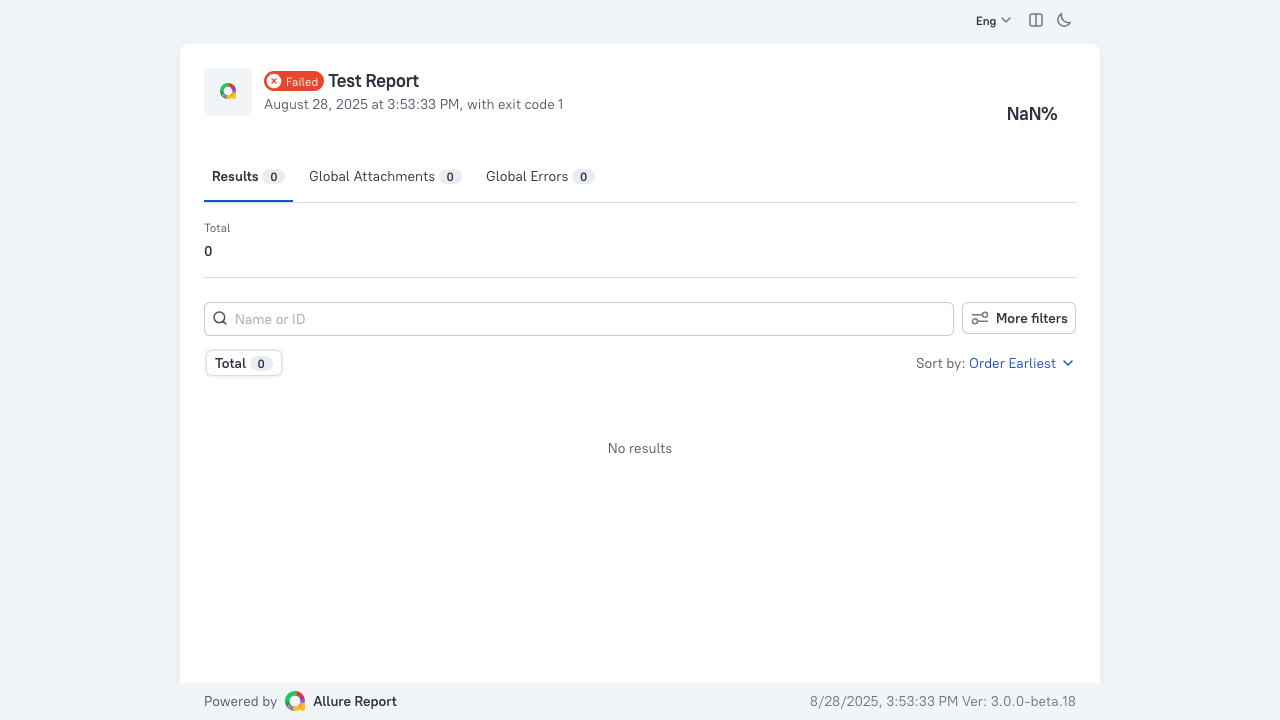 Eng
Failed Test Report
August 28, 2025 at 3:53:33 PM, with exit code 1
NaN%
Results 0 Global Attachments 0 Global Errors 0
Total
0
Name or ID More filters
Total 0 Sort by: Order Earliest
No results
Powered by Allure Report 8/28/2025, 3:53:33 PM Ver: 3.0.0-beta.18